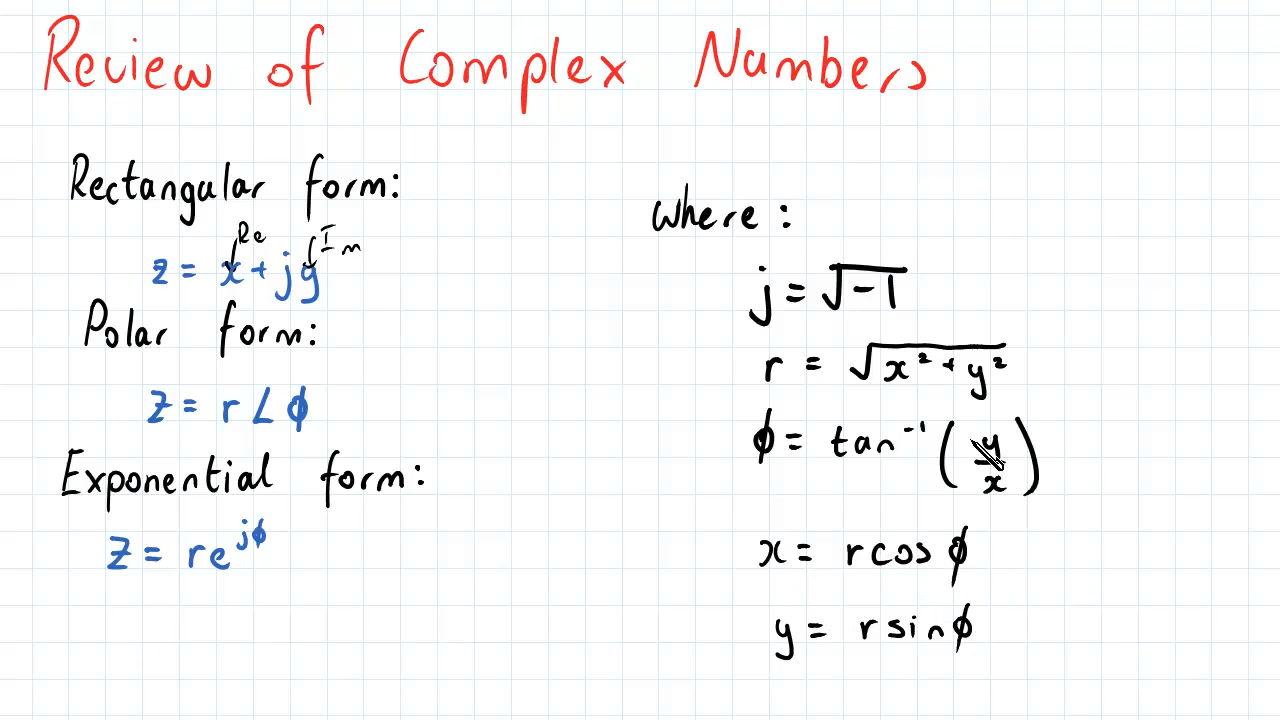 Review of Complex Numbers
Rectangular form:
Re Im
z = x + jy
Polar form:
Z = r ∠ ϕ
Exponential form:
Z = re^{jϕ}
where:
j = √-1
r = √x² + y²
ϕ = tan⁻¹ (y/x)
x = r cos ϕ
y = r sin ϕ